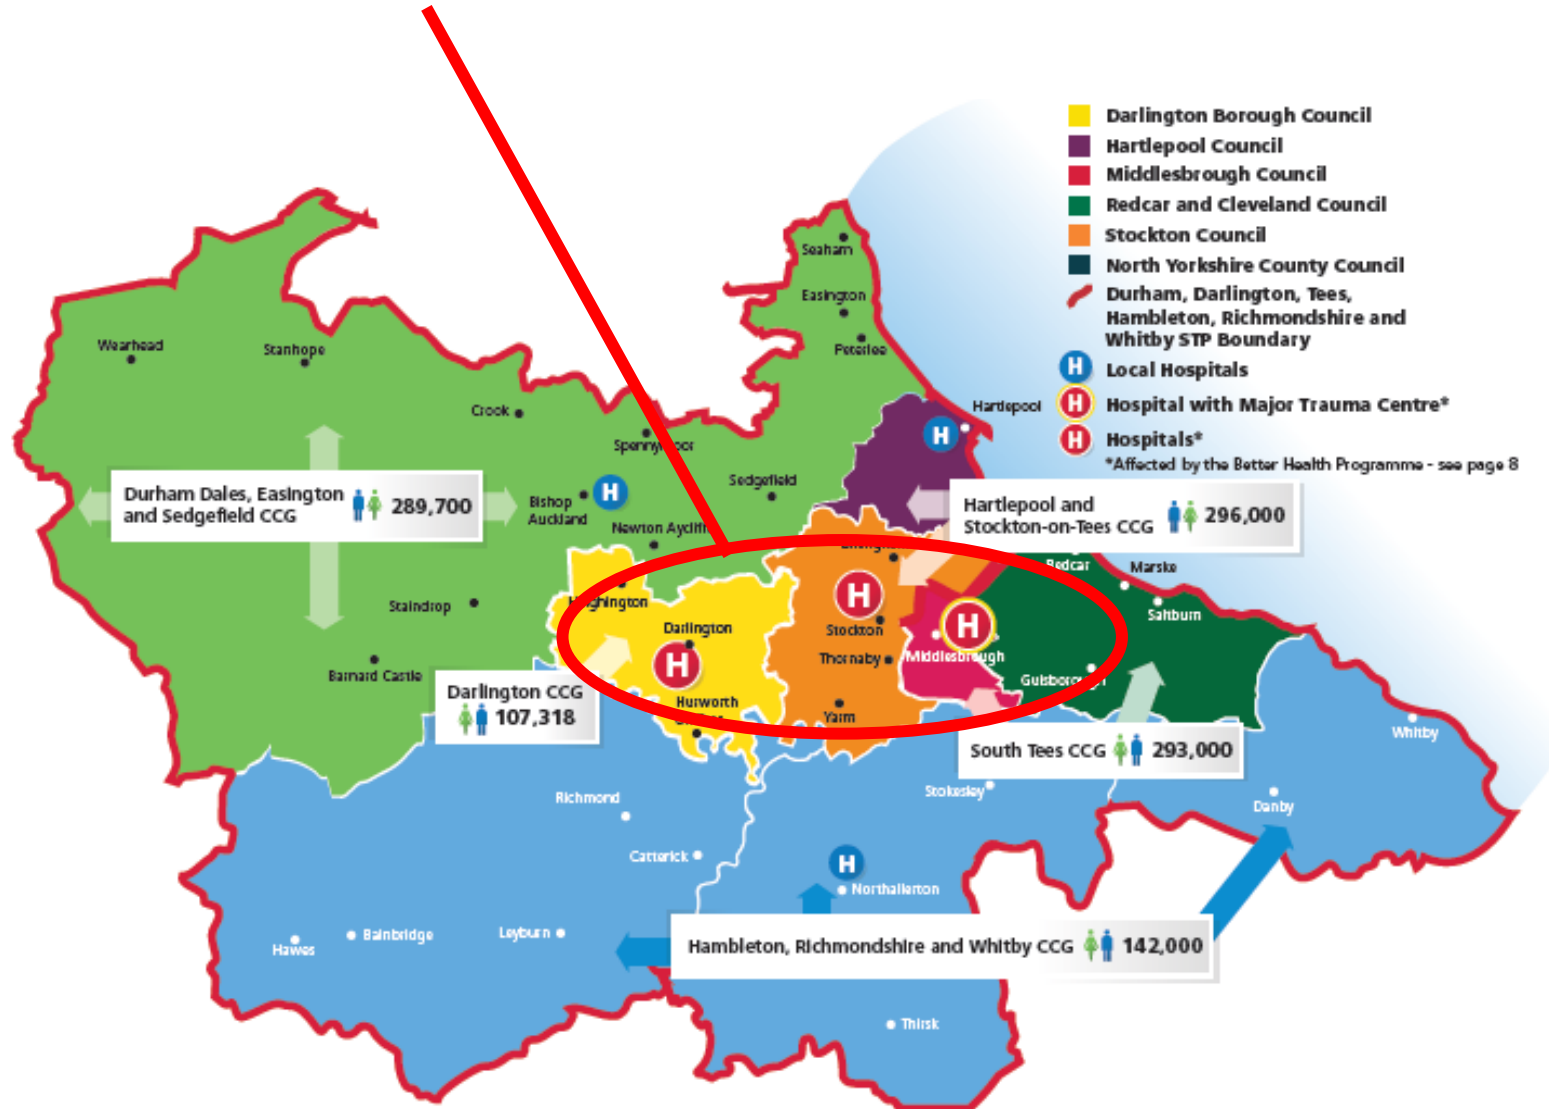 Darlington Borough Council
Hartlepool Council
Middlesbrough Council
Redcar and Cleveland Council
Stockton Council
North Yorkshire County Council
Durham, Darlington, Tees,
Hambleton, Richmondshire and
Whitby STP Boundary
H Local Hospitals
H Hospital with Major Trauma Centre*
H Hospitals*
*Affected by the Better Health Programme - see page 8
Seaham
Easington
Peterlee
Wearhead
Stanhope
Crook
Hartlepool
H
Sedgefield
Durham Dales, Easington
and Sedgefield CCG 289,700
Bishop
Auckland
H
Newton
Hartlepool and
Stockton-on-Tees CCG 296,000
Redcar
Marske
Saltburn
Staindrop
Darlington
H
Stockton
H
Thornaby
Middlesbrough
H
Barnard Castle
Darlington CCG
107,318
Hurworth
Yarm
Whitby
South Tees CCG 293,000
Richmond
Stokesley
Danby
Catterick
H
Northallerton
Hawes
Bainbridge
Leyburn
Hambleton, Richmondshire and Whitby CCG 142,000
Thirsk